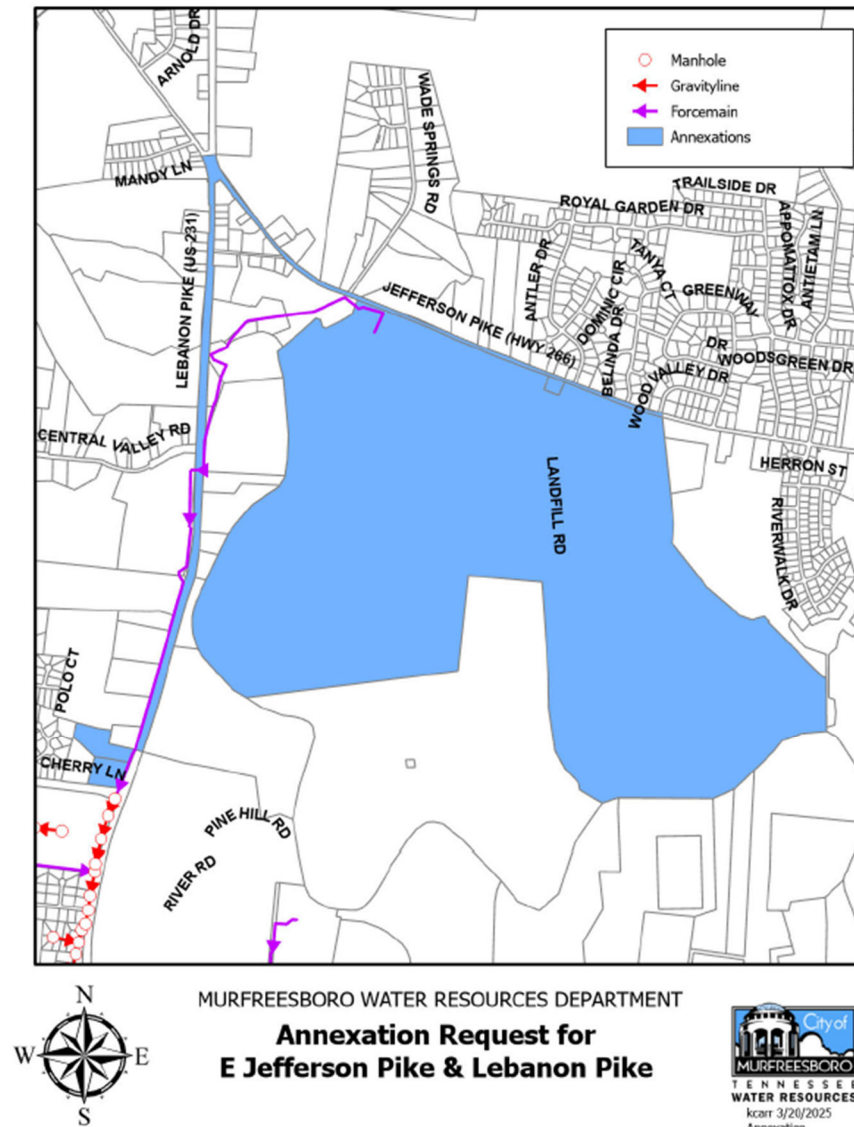 ARNOLD DR
MANDY LN
WADE SPRINGS RD
Manhole
Gravityline
Forcemain
Annexations
TRAILSIDE DR
ROYAL GARDEN DR
APPOMATTOX DR
ANTIETAM LN
ANTLER DR
TANYA CT
DOMINIC CIR
GREENWAY
DR
BELINDA DR
WOODSGREEN DR
WOOD VALLEY DR
LEBANON PIKE (US 231)
JEFFERSON PIKE (HWY 266)
CENTRAL VALLEY RD
HERRON ST
LANDFILL RD
RIVERWALK DR
POLO CT
CHERRY LN
PINE HILL RD
RIVER RD
N
W
E
S
MURFREESBORO WATER RESOURCES DEPARTMENT
Annexation Request for
E Jefferson Pike & Lebanon Pike
City of
MURFREESBORO
TENNESSEE
WATER RESOURCES
kcarr 3/20/2025
Annexation